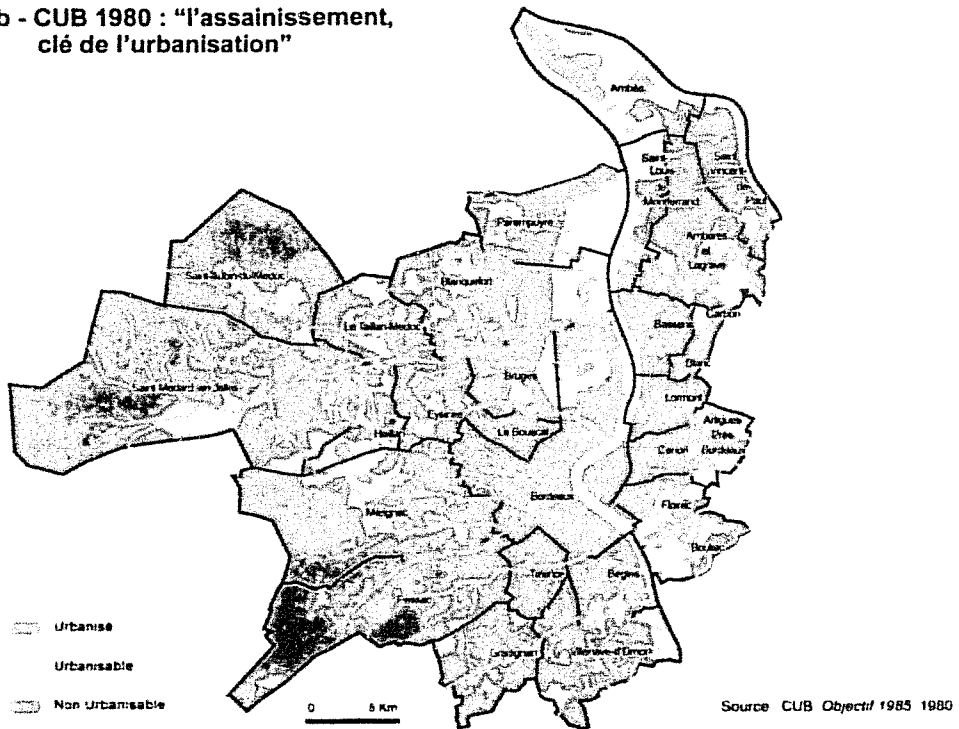 b - CUB 1980 : “l’assainissement,
clé de l’urbanisation”
Ambès
Saint
Louis
de
Montferrand
Saint
Vincent-
de
Paul
Parempuyre
Ambarès
et
Lagrave
Saint-Aubin-du-Médoc
Blanquefort
Le Taillan-Médoc
Bassens
Carbon
Blanc
Saint-Médard-en-Jalles
Bruges
Lormont
Eysines
Le
Haillan
Le Bouscat
Artigues
Près
Bordeaux
Cenon
Bordeaux
Mérignac
Floirac
Bouliac
Talence
Bègles
Pessac
Gradignan
Villenave-d'Ornon
Urbanisé
Urbanisable
Non Urbanisable
0 5 Km
Source CUB Objectif 1985 1980